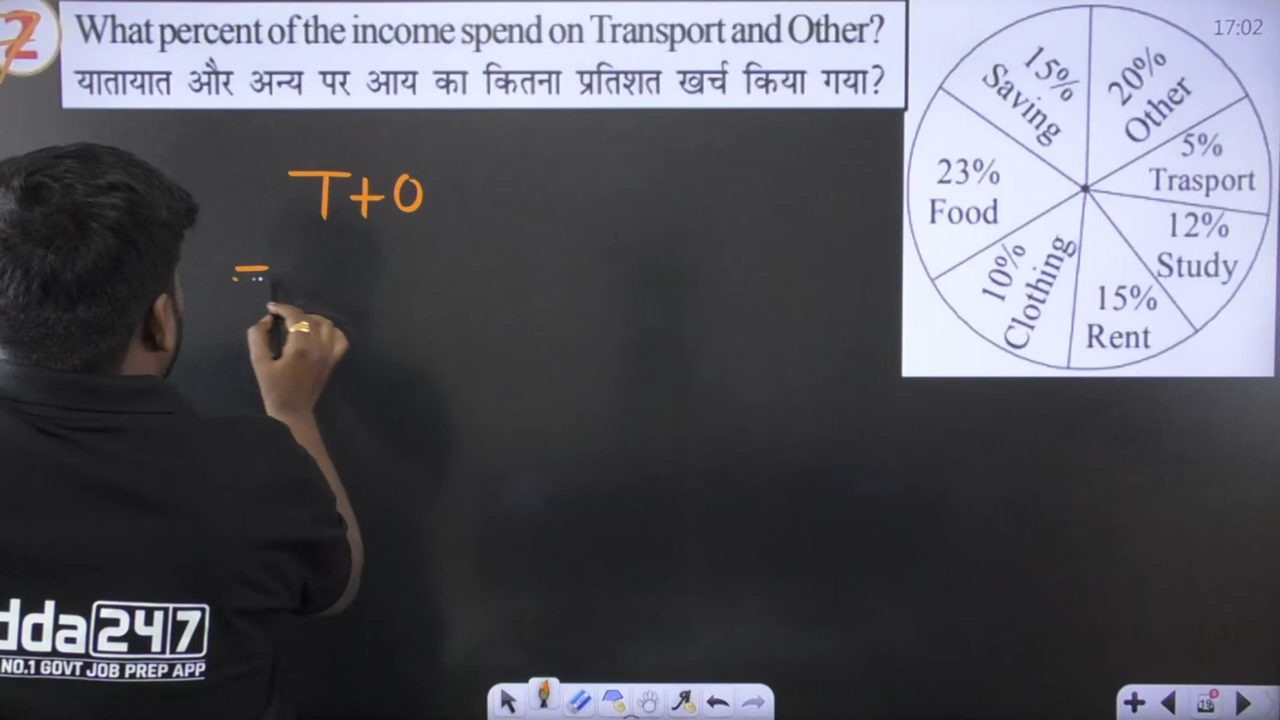 7
What percent of the income spend on Transport and Other?
यातायात और अन्य पर आय का कितना प्रतिशत खर्च किया गया?
17:02
15%
Saving
20%
Other
5%
Trasport
23%
Food
12%
Study
10%
Clothing
15%
Rent
T+O
=
dda247
NO.1 GOVT JOB PREP APP
19